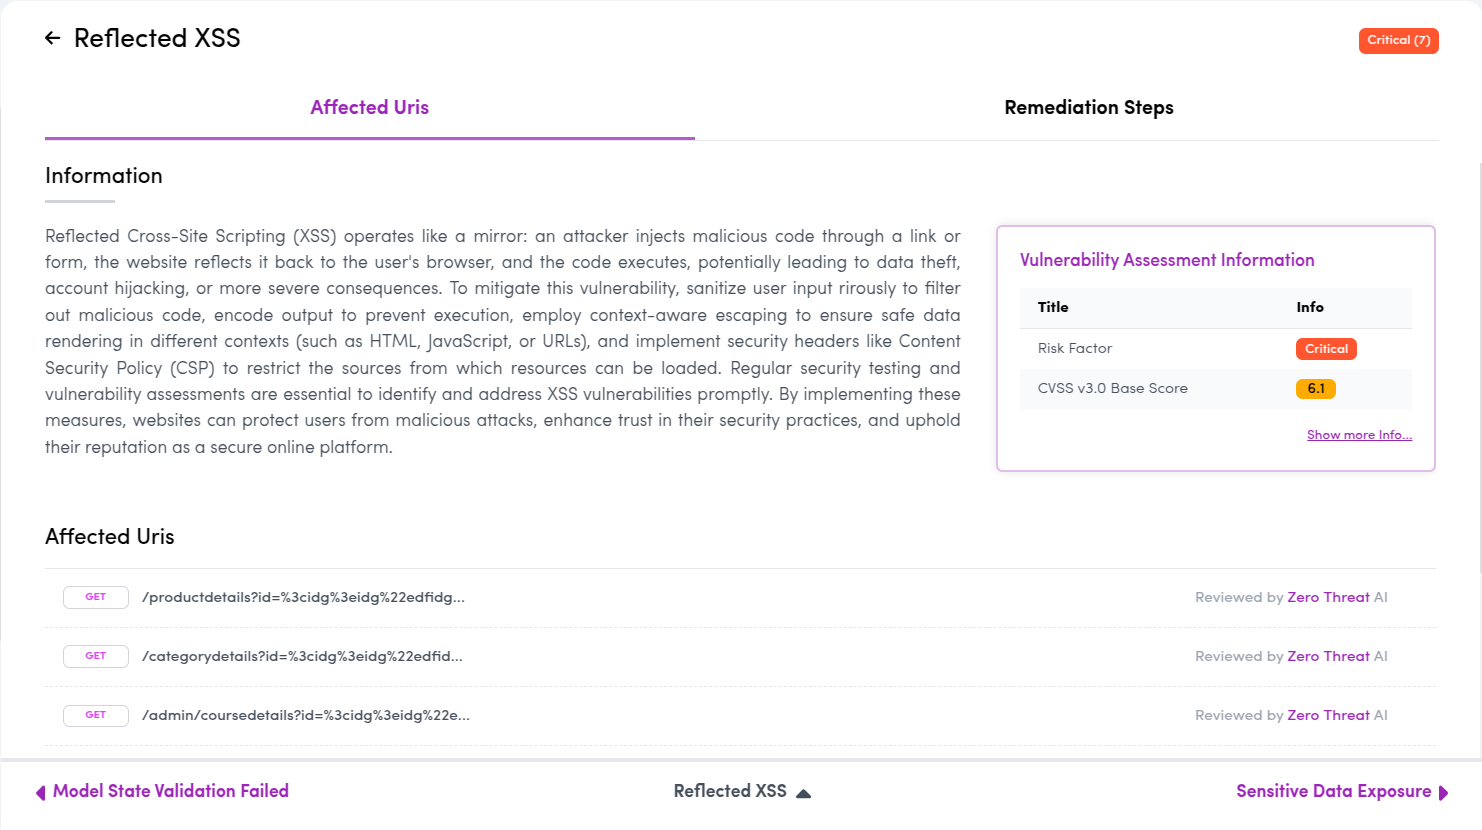 Reflected XSS
Critical (7)
Affected Uris
Remediation Steps
Information
Reflected Cross-Site Scripting (XSS) operates like a mirror: an attacker injects malicious code through a link or
form, the website reflects it back to the user's browser, and the code executes, potentially leading to data theft,
account hijacking, or more severe consequences. To mitigate this vulnerability, sanitize user input rirously to filter
out malicious code, encode output to prevent execution, employ context-aware escaping to ensure safe data
rendering in different contexts (such as HTML, JavaScript, or URLs), and implement security headers like Content
Security Policy (CSP) to restrict the sources from which resources can be loaded. Regular security testing and
vulnerability assessments are essential to identify and address XSS vulnerabilities promptly. By implementing these
measures, websites can protect users from malicious attacks, enhance trust in their security practices, and uphold
their reputation as a secure online platform.
Vulnerability Assessment Information
Title Info
Risk Factor Critical
CVSS v3.0 Base Score 6.1
Show more Info...
Affected Uris
GET /productdetails?id=%3cidg%3eidg%22edfidg... Reviewed by Zero Threat AI
GET /categorydetails?id=%3cidg%3eidg%22edfid... Reviewed by Zero Threat AI
GET /admin/coursedetails?id=%3cidg%3eidg%22e... Reviewed by Zero Threat AI
Model State Validation Failed
Reflected XSS
Sensitive Data Exposure